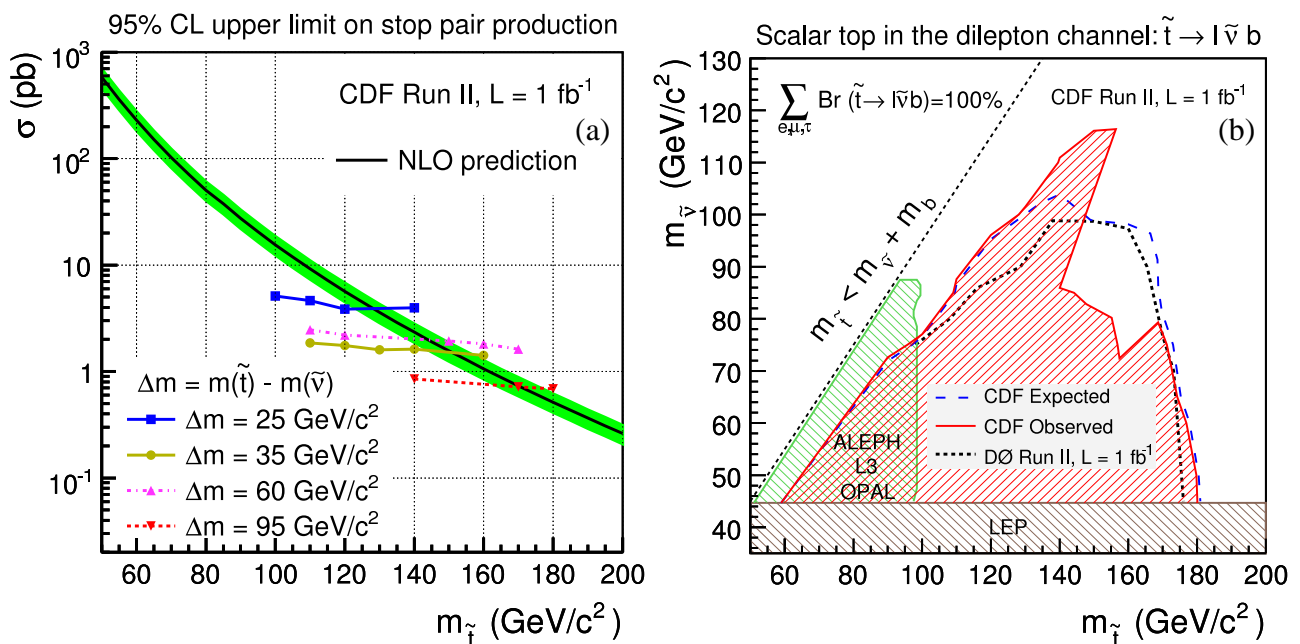 95% CL upper limit on stop pair production
σ (pb)
10³
10²
10
1
10⁻¹
CDF Run II, L = 1 fb⁻¹
(a)
NLO prediction
Δm = m(t̃) - m(ν̃)
Δm = 25 GeV/c²
Δm = 35 GeV/c²
Δm = 60 GeV/c²
Δm = 95 GeV/c²
60 80 100 120 140 160 180 200
m_t̃ (GeV/c²)
Scalar top in the dilepton channel: t̃ → l ν̃ b
m_ν̃ (GeV/c²)
130
120
110
100
90
80
70
60
50
40
∑ Br (t̃→ lν̃b)=100%
e,μ,τ
CDF Run II, L = 1 fb⁻¹
(b)
m_t̃ < m_ν̃ + m_b
CDF Expected
CDF Observed
DØ Run II, L = 1 fb⁻¹
ALEPH
L3
OPAL
LEP
60 80 100 120 140 160 180 200
m_t̃ (GeV/c²)